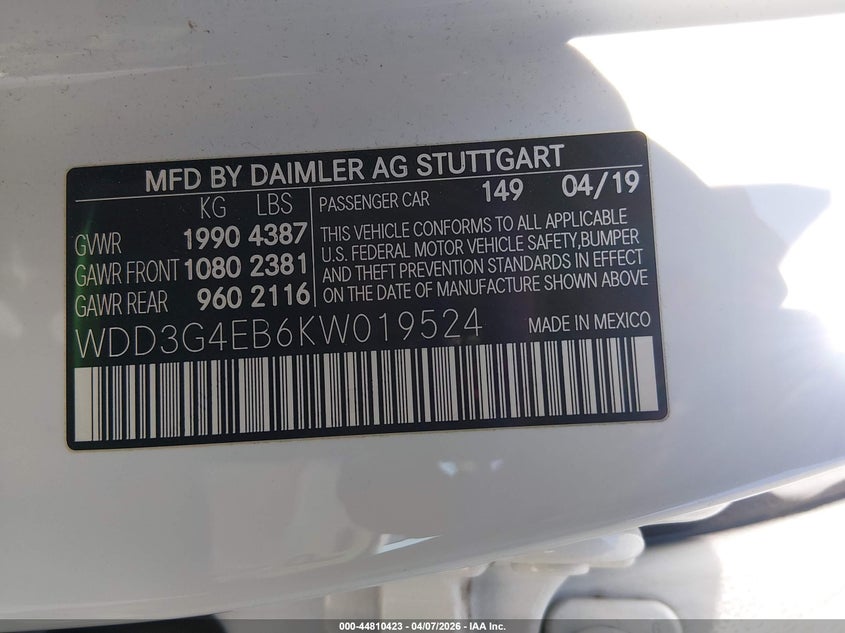 MFD BY DAIMLER AG STUTTGART
KG LBS
GVWR 1990 4387
GAWR FRONT 1080 2381
GAWR REAR 960 2116
PASSENGER CAR 149 04/19
THIS VEHICLE CONFORMS TO ALL APPLICABLE
U.S. FEDERAL MOTOR VEHICLE SAFETY,BUMPER
AND THEFT PREVENTION STANDARDS IN EFFECT
ON THE DATE OF MANUFACTURE SHOWN ABOVE
WDD3G4EB6KW019524 MADE IN MEXICO
000-44810423 | 04/07/2026 - IAA Inc.